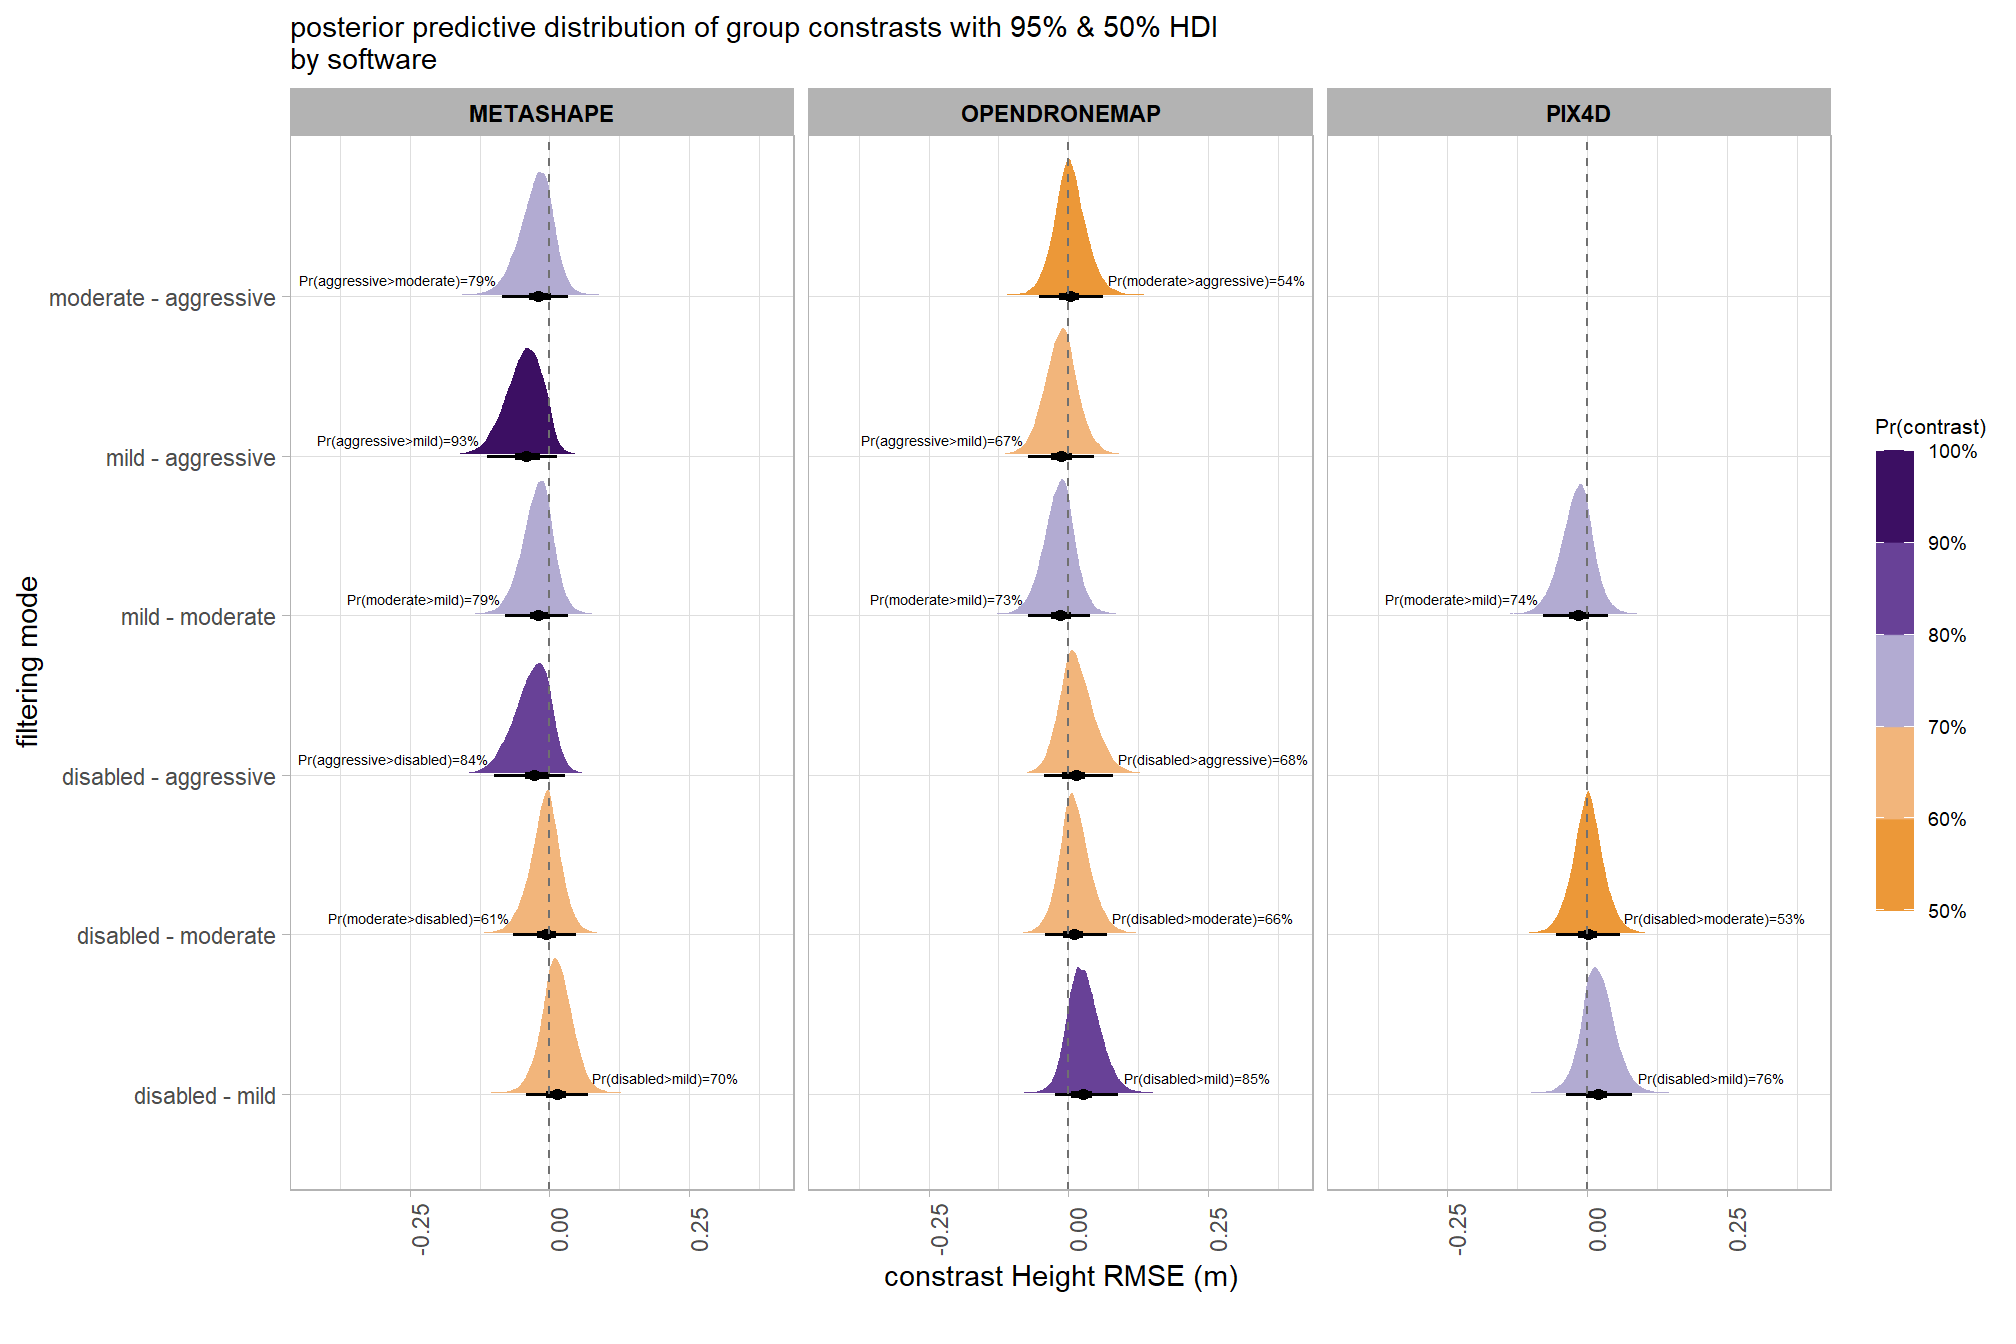 posterior predictive distribution of group constrasts with 95% & 50% HDI
by software
METASHAPE
OPENDRONEMAP
PIX4D
filtering mode
moderate - aggressive
Pr(aggressive>moderate)=79%
Pr(moderate>aggressive)=54%
mild - aggressive
Pr(aggressive>mild)=93%
Pr(aggressive>mild)=67%
mild - moderate
Pr(moderate>mild)=79%
Pr(moderate>mild)=73%
Pr(moderate>mild)=74%
disabled - aggressive
Pr(aggressive>disabled)=84%
Pr(disabled>aggressive)=68%
disabled - moderate
Pr(moderate>disabled)=61%
Pr(disabled>moderate)=66%
Pr(disabled>moderate)=53%
disabled - mild
Pr(disabled>mild)=70%
Pr(disabled>mild)=85%
Pr(disabled>mild)=76%
-0.25
0.00
0.25
-0.25
0.00
0.25
-0.25
0.00
0.25
constrast Height RMSE (m)
Pr(contrast)
100%
90%
80%
70%
60%
50%